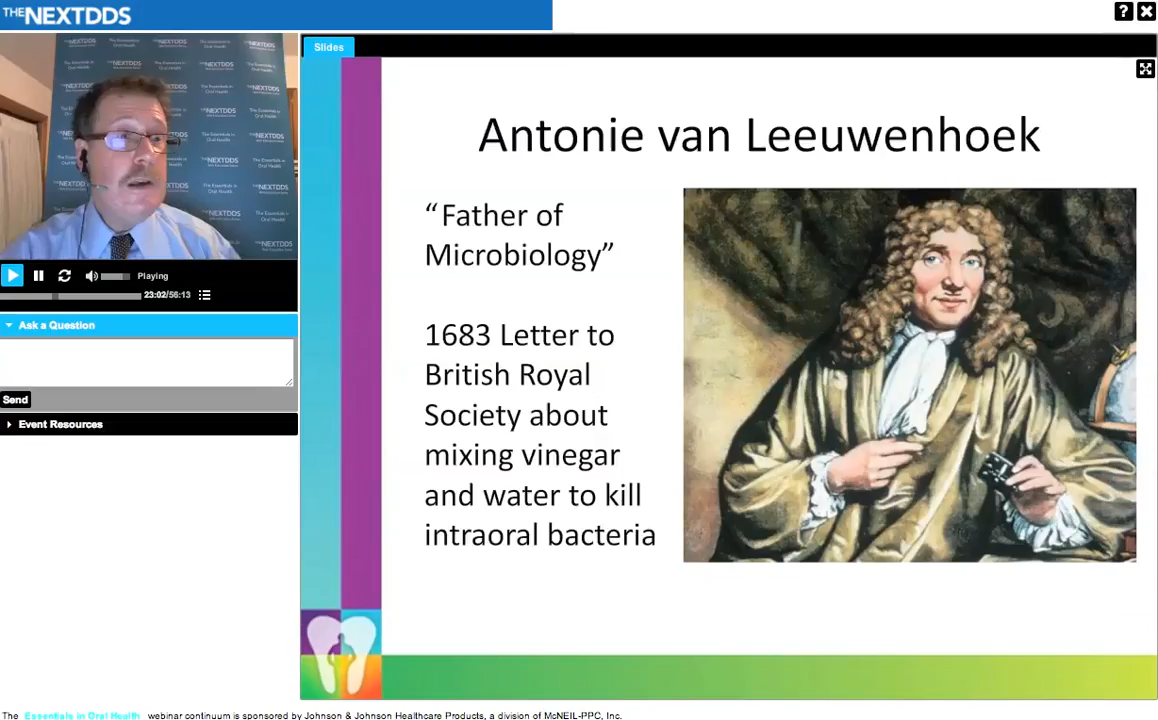 THENEXTDDS
? X
Playing
23:02/56:13
Ask a Question
Send
Event Resources
Slides
Antonie van Leeuwenhoek
“Father of
Microbiology”
1683 Letter to
British Royal
Society about
mixing vinegar
and water to kill
intraoral bacteria
The Essentials in Oral Health webinar continuum is sponsored by Johnson & Johnson Healthcare Products, a division of McNEIL-PPC, Inc.